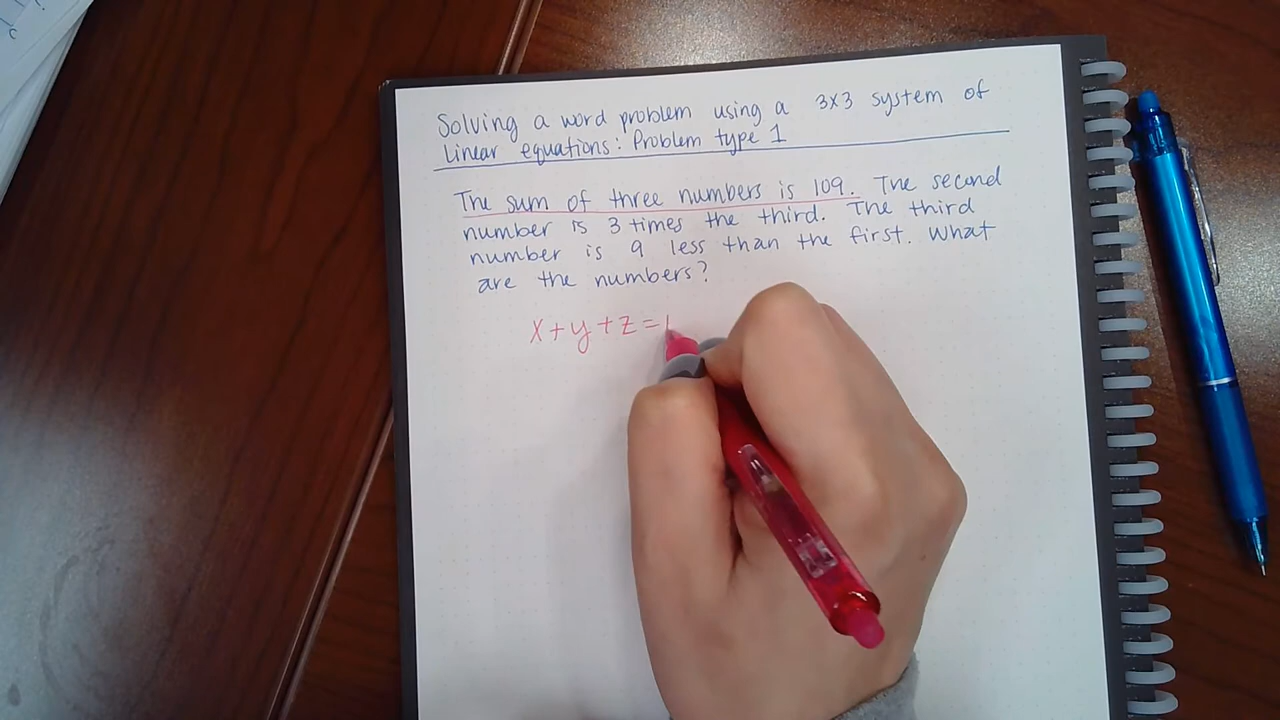 Solving a word problem using a 3x3 system of
linear equations: Problem type 1
The sum of three numbers is 109. The second
number is 3 times the third. The third
number is 9 less than the first. What
are the numbers?
x+y+z=1